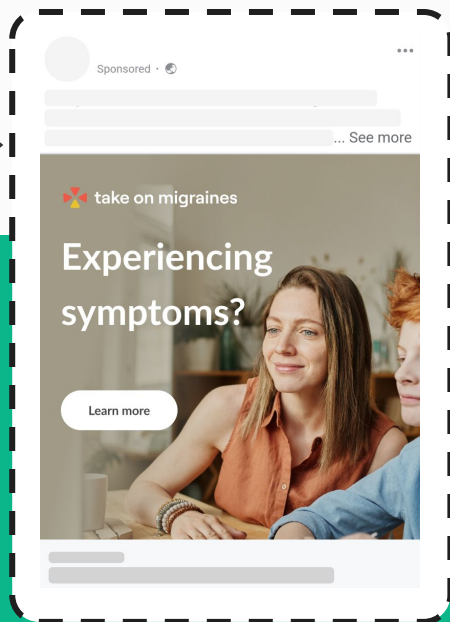 Sponsored ·
... See more
take on migraines
Experiencing
symptoms?
Learn more